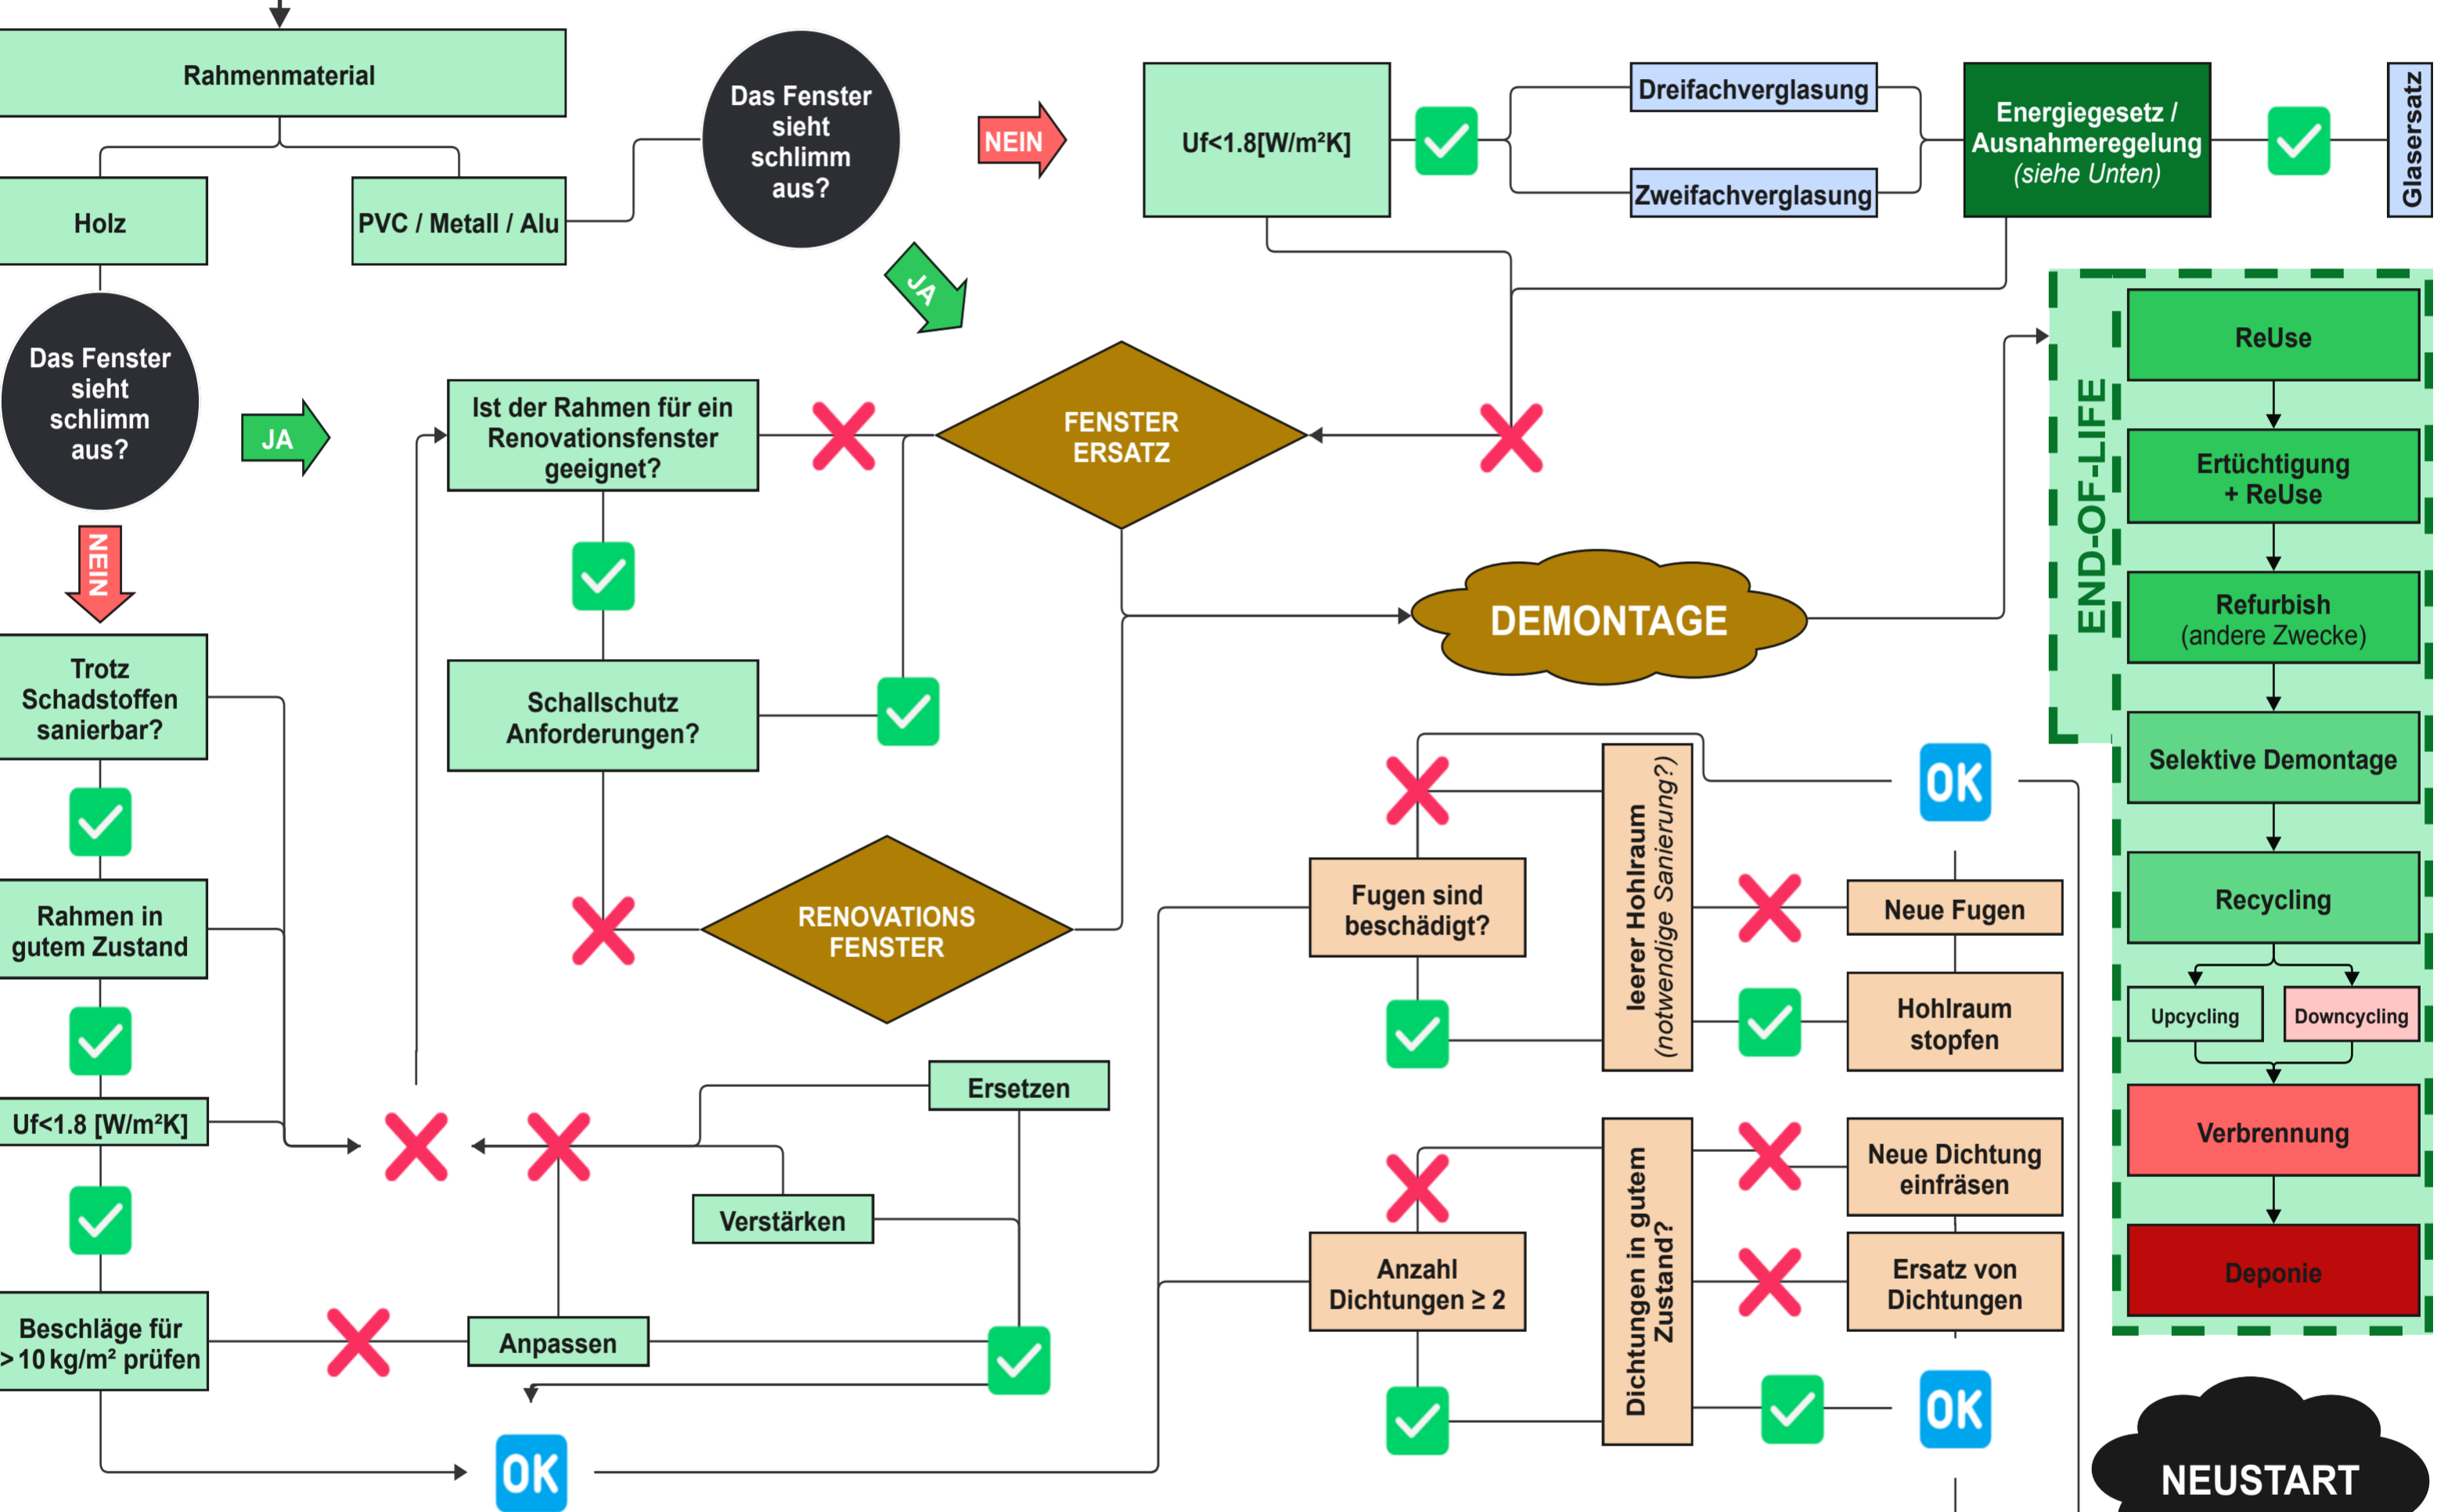 Rahmenmaterial
Holz
PVC / Metall / Alu
Das Fenster
sieht
schlimm
aus?
NEIN
JA
Uf<1.8[W/m²K]
Dreifachverglasung
Zweifachverglasung
Energiegesetz /
Ausnahmeregelung
(siehe Unten)
Glasersatz
Das Fenster
sieht
schlimm
aus?
JA
NEIN
Ist der Rahmen für ein
Renovationsfenster
geeignet?
FENSTER
ERSATZ
Schallschutz
Anforderungen?
RENOVATIONS
FENSTER
DEMONTAGE
Trotz
Schadstoffen
sanierbar?
Rahmen in
gutem Zustand
Uf<1.8 [W/m²K]
Beschläge für
> 10 kg/m² prüfen
Ersetzen
Verstärken
Anpassen
OK
Fugen sind
beschädigt?
leerer Hohlraum
(notwendige Sanierung?)
OK
Neue Fugen
Hohlraum
stopfen
Anzahl
Dichtungen ≥ 2
Dichtungen in gutem
Zustand?
Neue Dichtung
einfräsen
Ersatz von
Dichtungen
OK
END-OF-LIFE
ReUse
Ertüchtigung
+ ReUse
Refurbish
(andere Zwecke)
Selektive Demontage
Recycling
Upcycling
Downcycling
Verbrennung
Deponie
NEUSTART